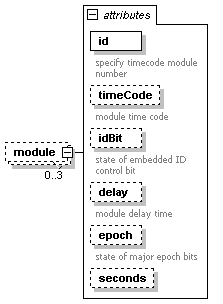 attributes
id
specify timecode module
number
timeCode
module time code
idBit
state of embedded ID
control bit
module
0..3
delay
module delay time
epoch
state of major epoch bits
seconds